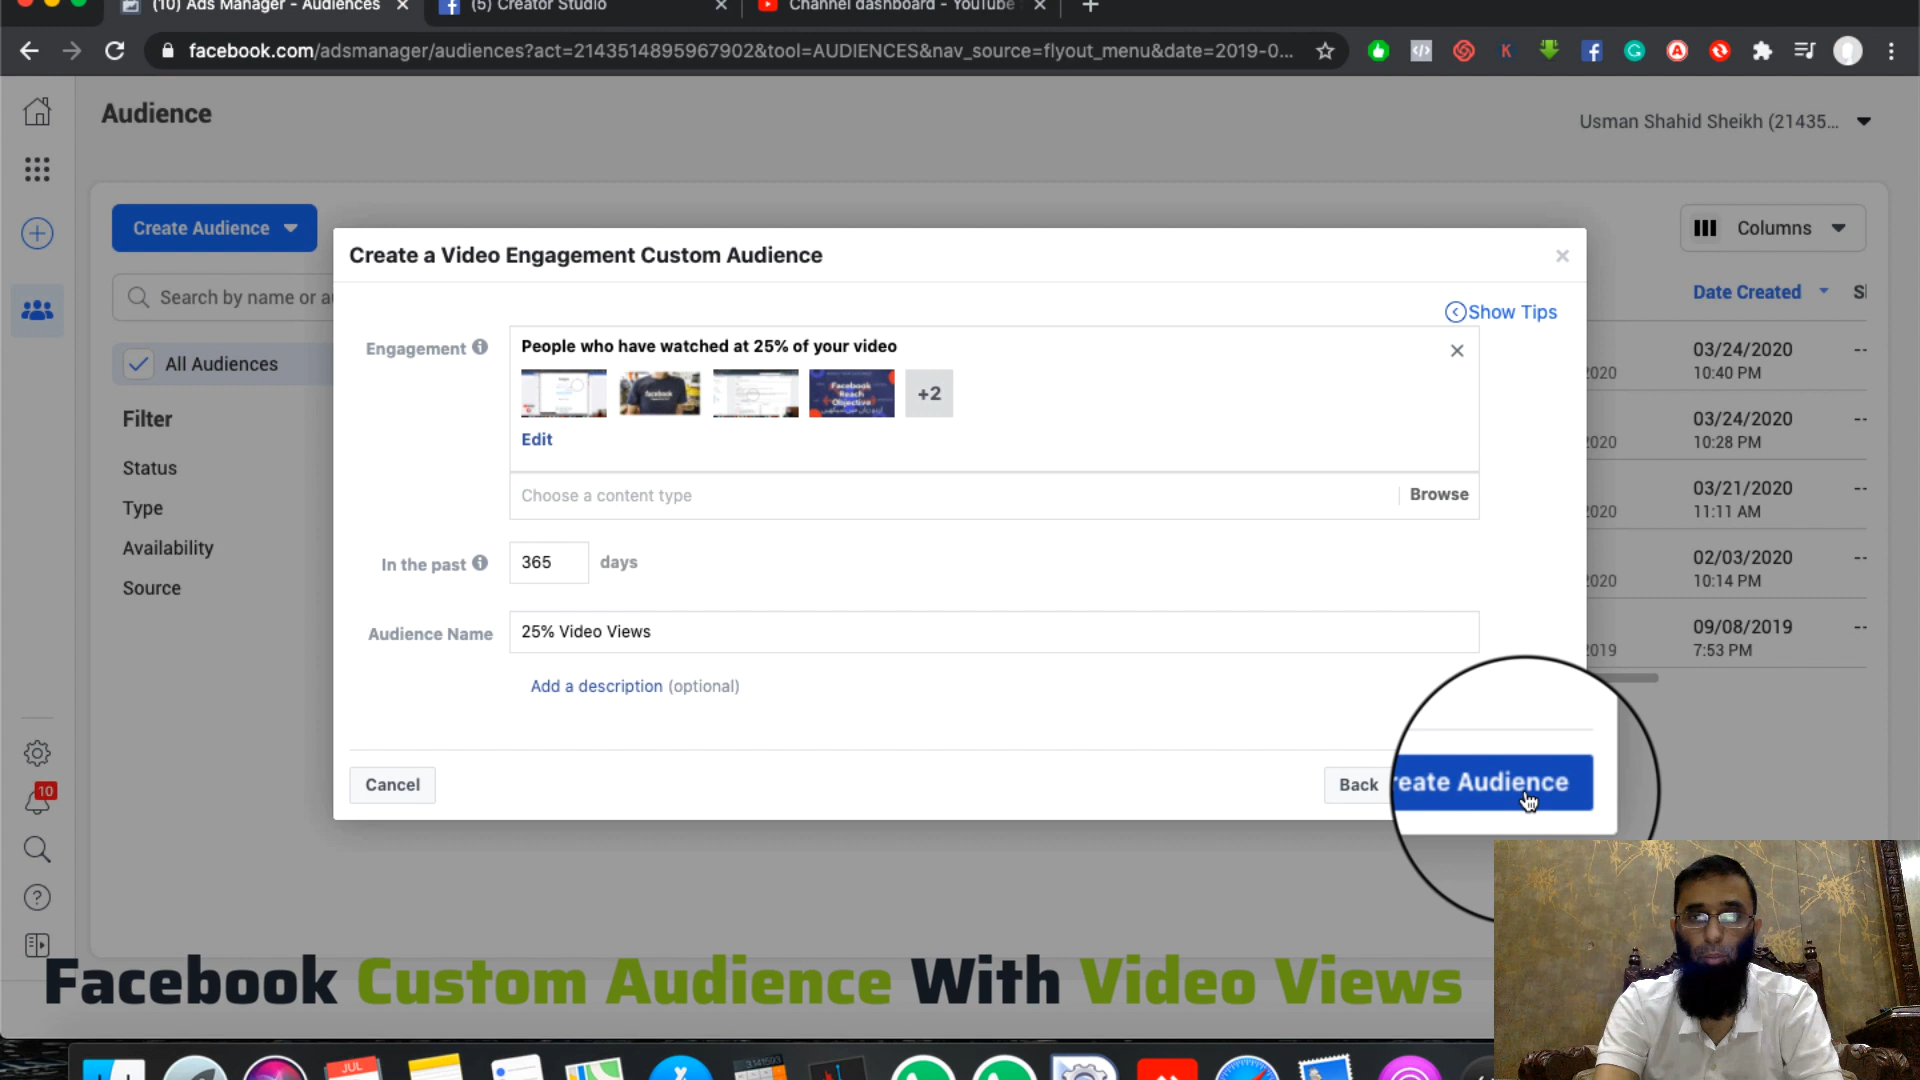 (10) Ads Manager - Audiences
(5) Creator Studio
Channel dashboard - YouTube
facebook.com/adsmanager/audiences?act=2143514895967902&tool=AUDIENCES&nav_source=flyout_menu&date=2019-0...
Audience
Usman Shahid Sheikh (21435...
Create Audience
Columns
Create a Video Engagement Custom Audience
Search by name or a
Date Created
Show Tips
Engagement
People who have watched at 25% of your video
facebook
Facebook
Reach
Objective
+2
Edit
Choose a content type
Browse
All Audiences
Filter
Status
Type
Availability
Source
In the past
365
days
Audience Name
25% Video Views
Add a description (optional)
Cancel
Back
reate Audience
03/24/2020
10:40 PM
--
03/24/2020
10:28 PM
--
03/21/2020
11:11 AM
--
02/03/2020
10:14 PM
--
09/08/2019
7:53 PM
--
10
Facebook Custom Audience With Video Views
JUL